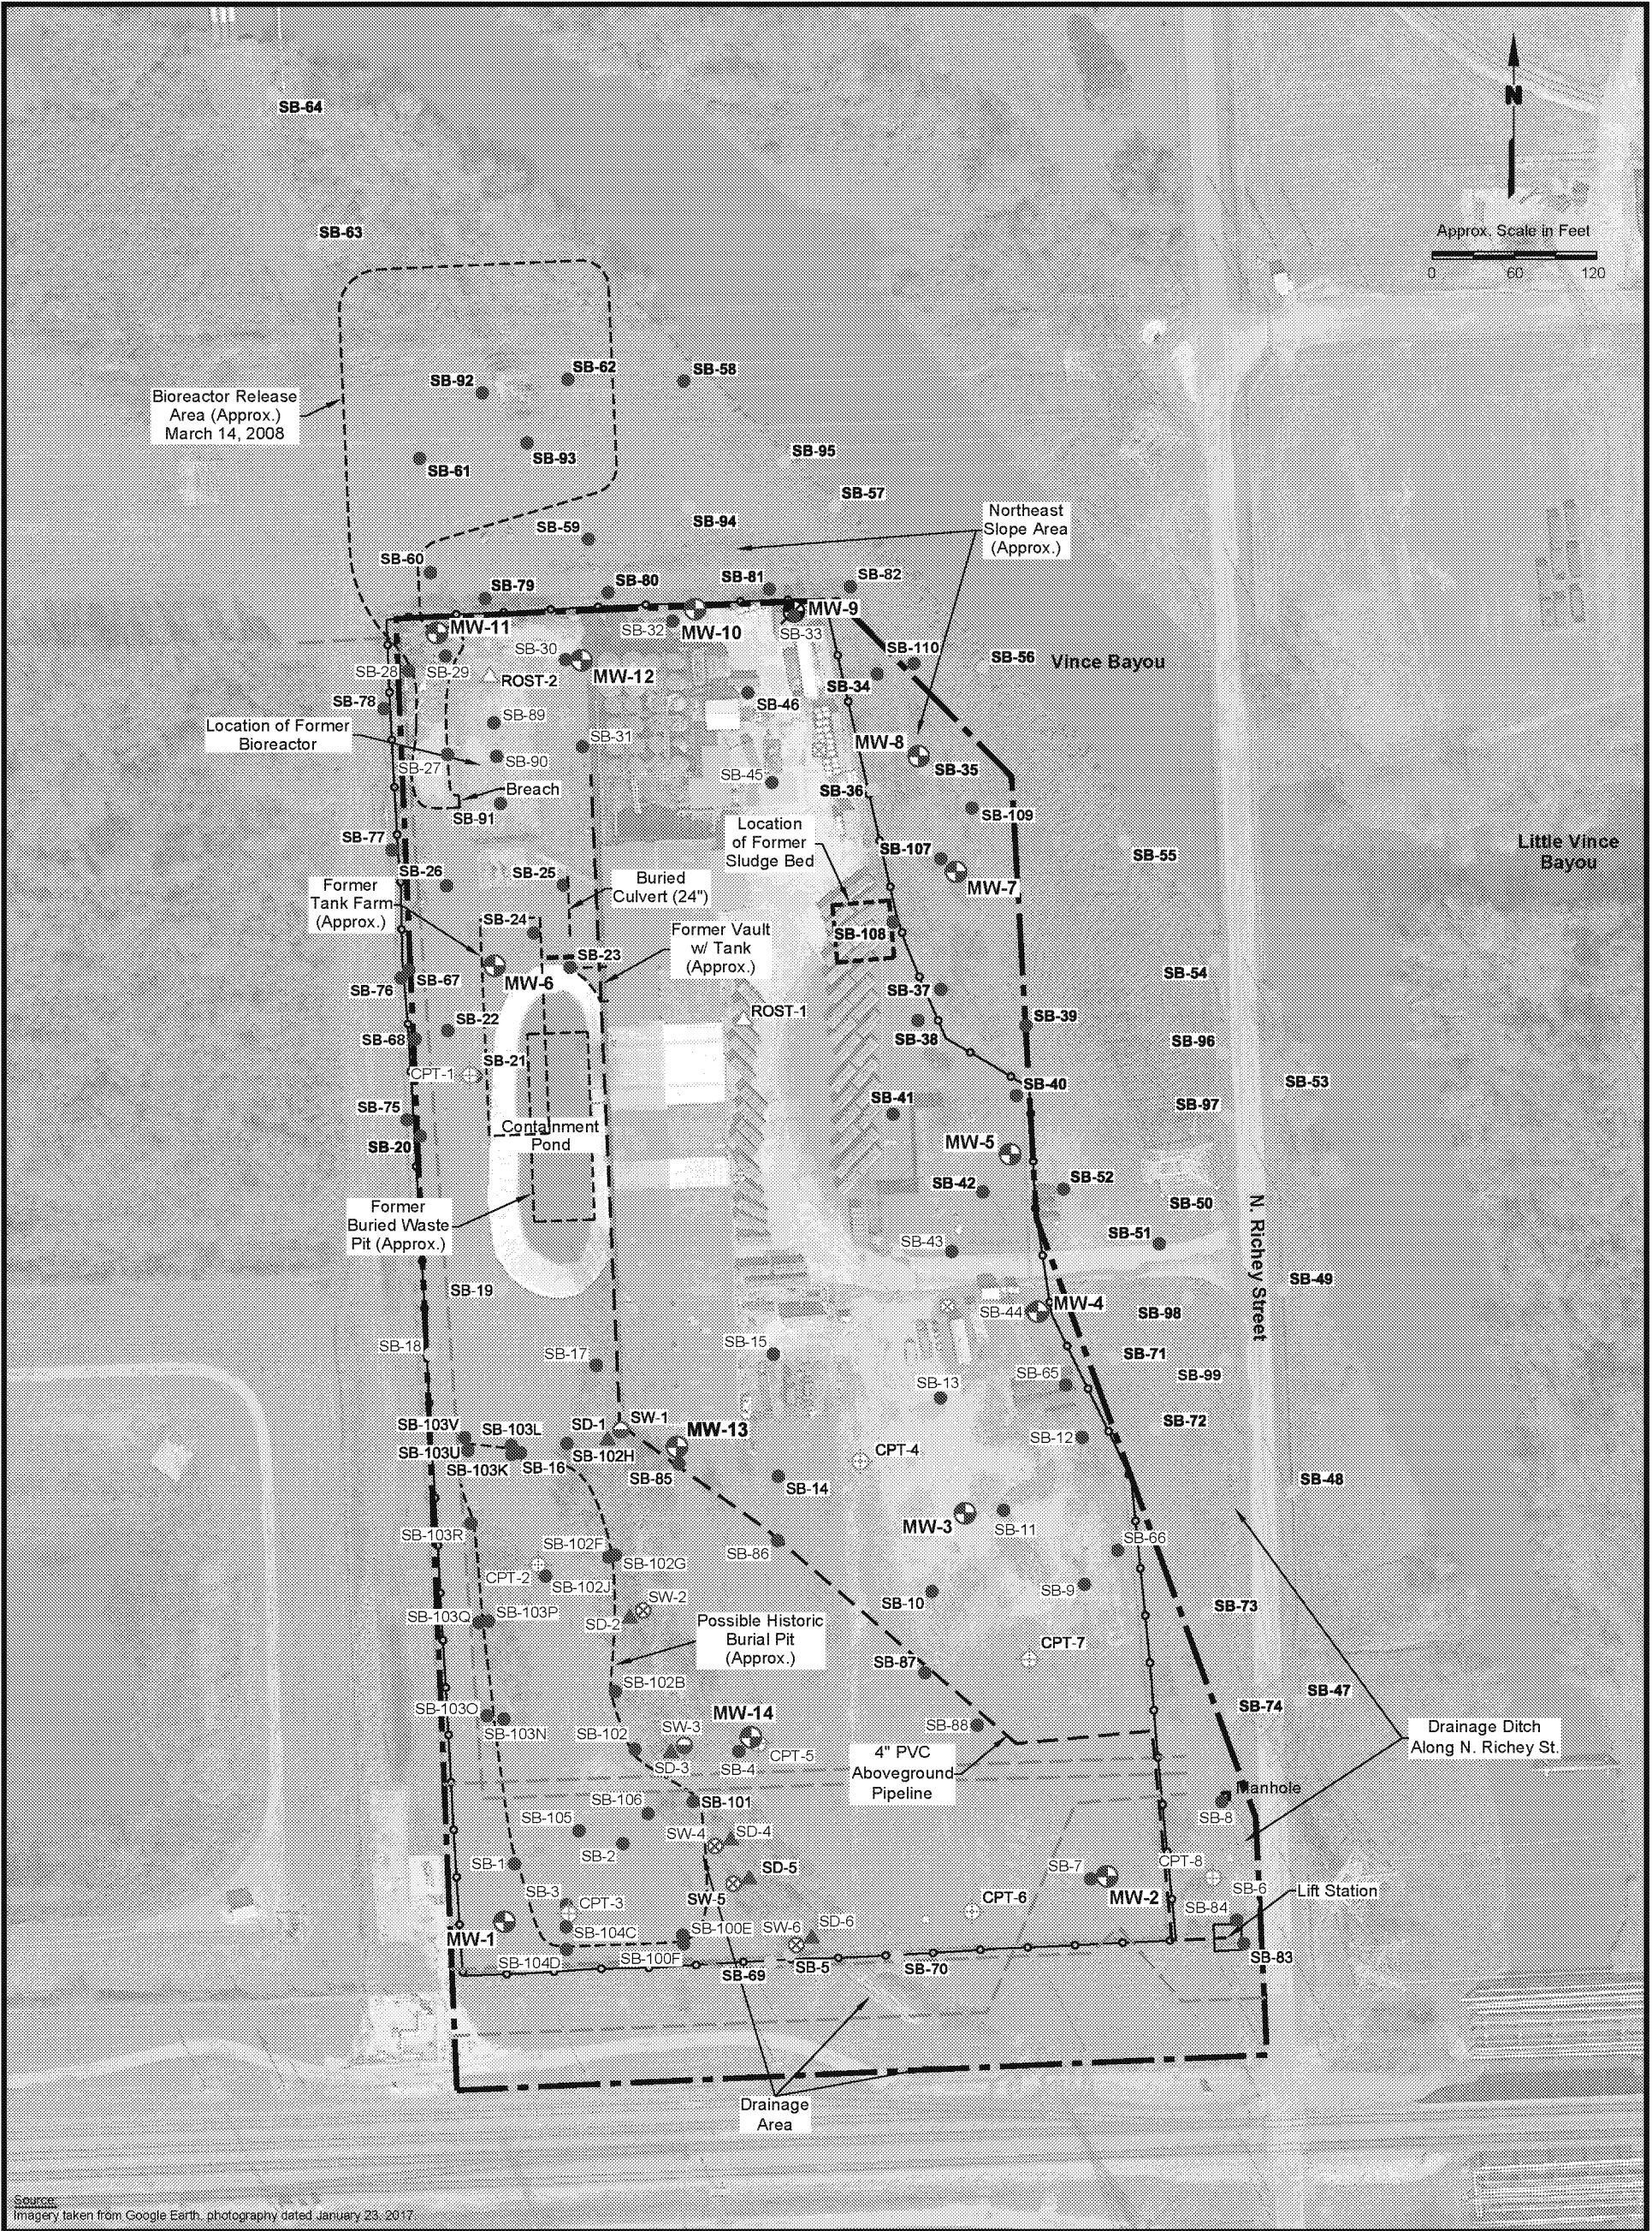 SB-64
N
SB-63
Approx. Scale in Feet
0 60 120
SB-62
SB-58
SB-92
Bioreactor Release
Area (Approx.)
March 14, 2008
SB-93
SB-95
SB-61
SB-57
SB-94
SB-59
Northeast
Slope Area
(Approx.)
SB-60
SB-79
SB-80
SB-81
SB-82
MW-11
SB-32
MW-10
MW-9
SB-33
SB-30
SB-110
SB-56
Vince Bayou
SB-28
SB-29
ROST-2
MW-12
SB-34
SB-78
SB-46
SB-89
Location of Former
Bioreactor
SB-31
MW-8
SB-27
SB-90
SB-45
SB-35
Breach
SB-36
SB-91
SB-109
Location
of Former
Sludge Bed
SB-77
SB-107
SB-55
Little Vince
Bayou
SB-26
SB-25
Buried
Culvert (24")
MW-7
Former
Tank Farm
(Approx.)
SB-24
SB-108
Former Vault
w/ Tank
(Approx.)
SB-23
SB-67
MW-6
SB-76
SB-54
SB-37
ROST-1
SB-22
SB-39
SB-68
SB-38
SB-96
SB-21
CPT-1
SB-40
SB-53
SB-75
SB-41
SB-97
Containment
Pond
SB-20
MW-5
SB-42
SB-52
SB-50
Former
Buried Waste
Pit (Approx.)
SB-43
SB-51
N. Richey Street
SB-19
SB-49
SB-44
MW-4
SB-98
SB-18
SB-17
SB-15
SB-71
SB-65
SB-99
SB-13
SB-103V
SB-103L
SD-1
SW-1
MW-13
SB-72
SB-103U
SB-102H
SB-12
SB-103K
SB-16
SB-85
CPT-4
SB-14
SB-48
MW-3
SB-11
SB-103R
SB-102F
SB-86
SB-66
SB-102G
CPT-2
SB-102J
SB-9
SW-2
SB-10
SB-103Q
SB-103P
SD-2
Possible Historic
Burial Pit
(Approx.)
SB-73
CPT-7
SB-87
SB-102B
SB-47
SB-103O
SB-103N
MW-14
SB-74
SB-102
SW-3
SB-88
Drainage Ditch
Along N. Richey St.
SD-3
SB-4
CPT-5
4" PVC
Aboveground
Pipeline
Manhole
SB-106
SB-101
SB-8
SB-105
SW-4
SD-4
SB-2
SB-1
SB-7
CPT-8
SD-5
SB-3
SW-5
CPT-6
MW-2
SB-6
Lift Station
CPT-3
SB-84
MW-1
SB-104C
SB-100E
SW-6
SD-6
SB-104D
SB-100F
SB-83
SB-69
SB-5
SB-70
Drainage
Area
Source:
Imagery taken from Google Earth. photography dated January 23, 2017.